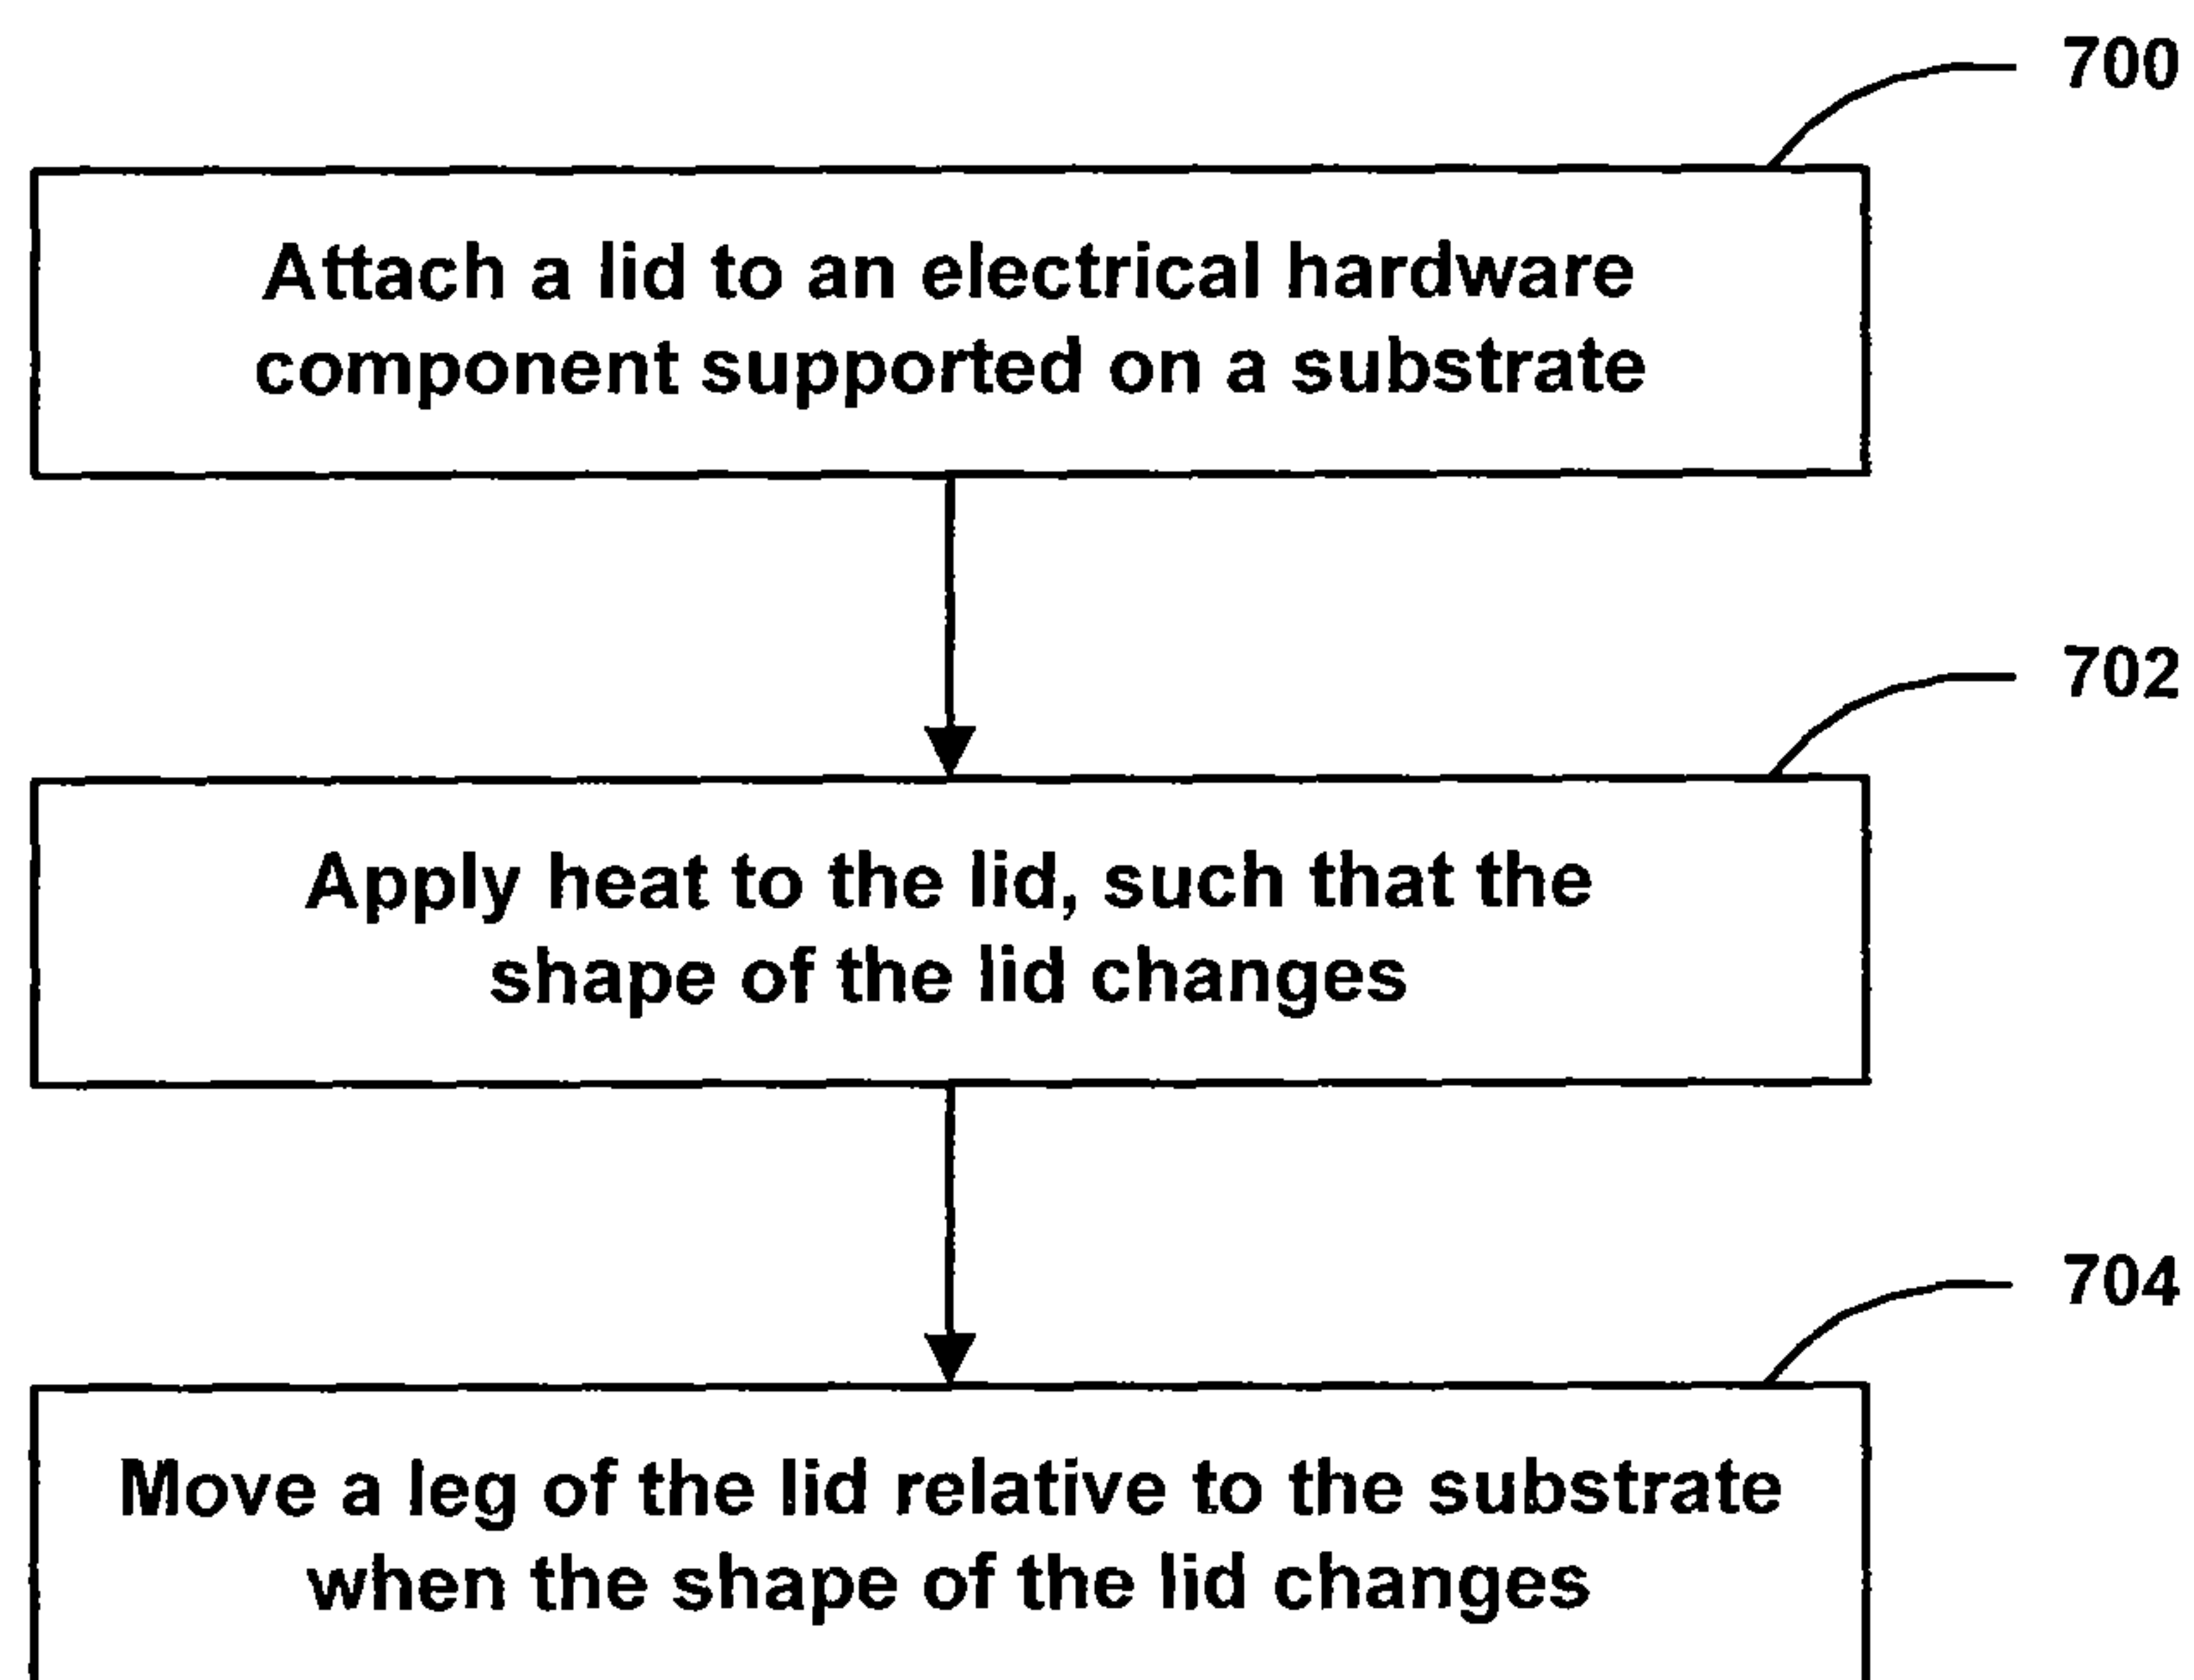 700
Attach a lid to an electrical hardware
component supported on a substrate
702
Apply heat to the lid, such that the
shape of the lid changes
704
Move a leg of the lid relative to the substrate
when the shape of the lid changes